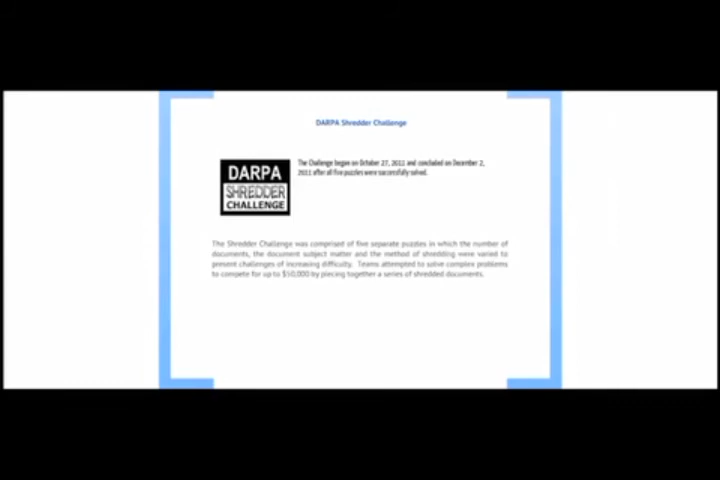 DARPA Shredder Challenge
DARPA
SHREDDER
CHALLENGE
The Challenge began on October 27, 2011 and concluded on December 2,
2011 after all five puzzles were successfully solved.
The Shredder Challenge was comprised of five separate puzzles in which the number of
documents, the document subject matter and the method of shredding were varied to
present challenges of increasing difficulty. Teams attempted to solve complex problems
to compete for up to $50,000 by piecing together a series of shredded documents.